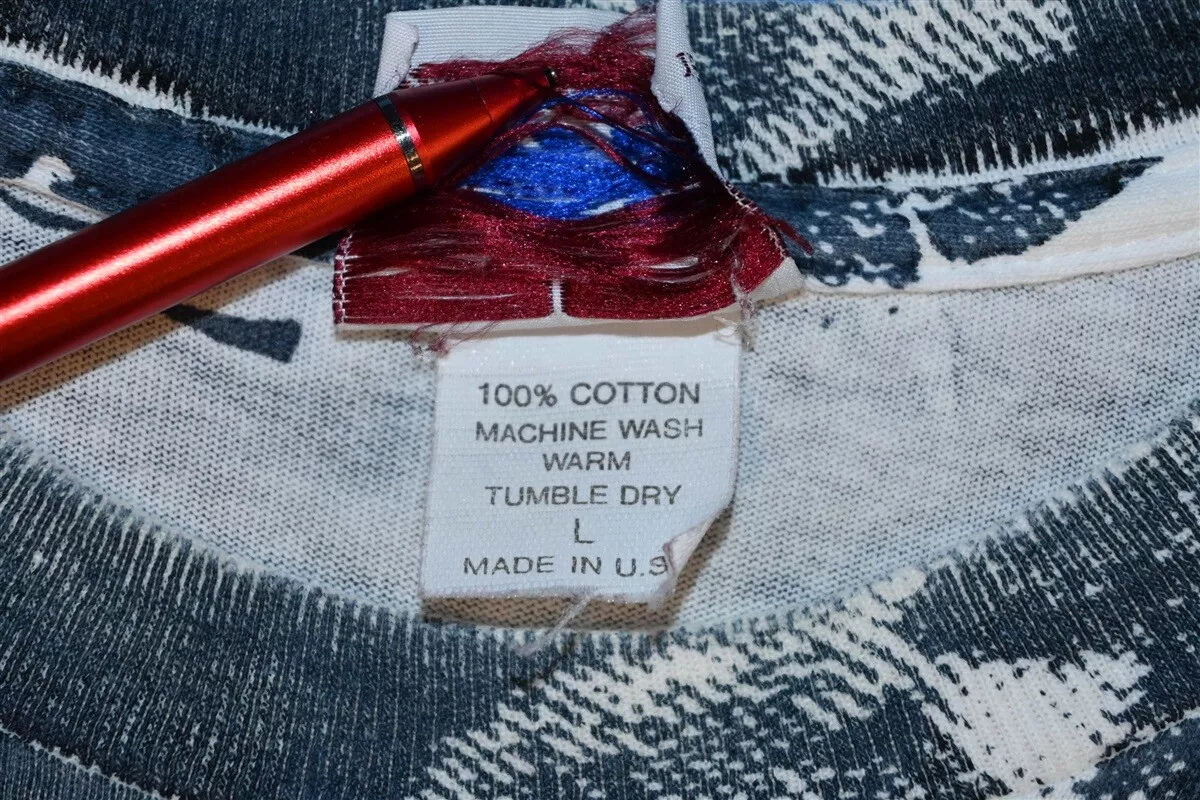 100% COTTON
MACHINE WASH
WARM
TUMBLE DRY
L
MADE IN U.S